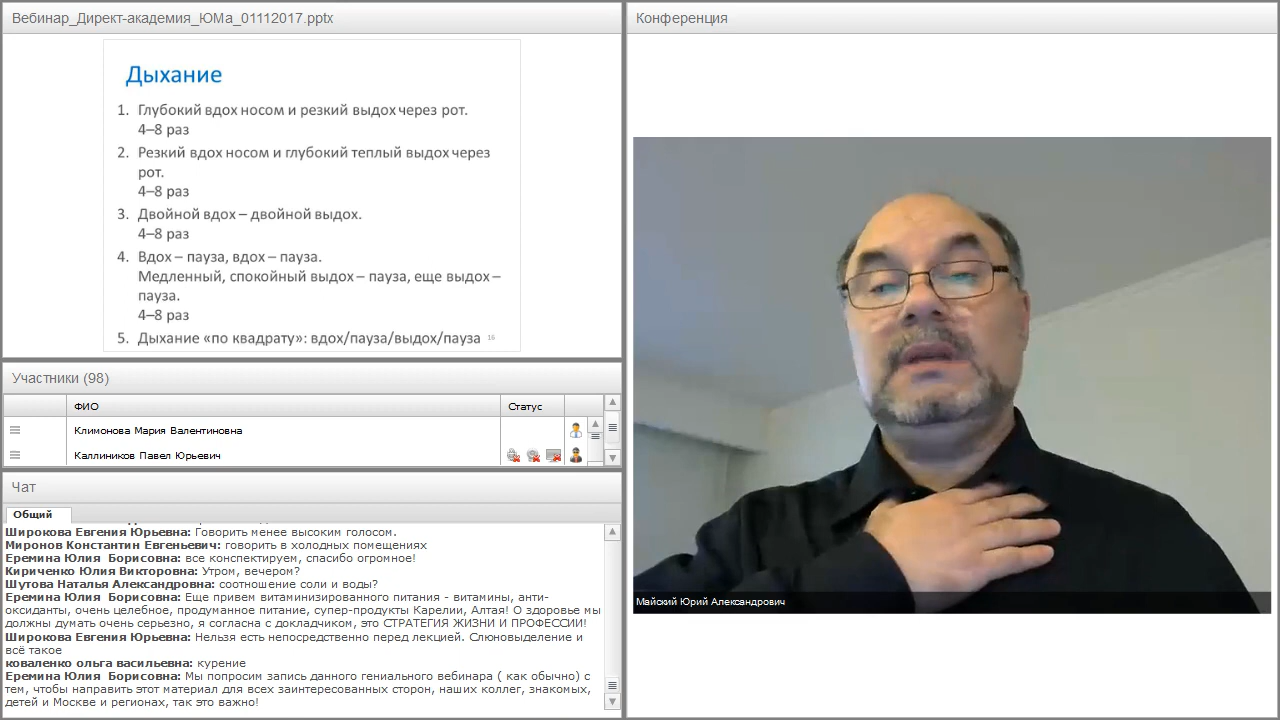 Вебинар_Директ-академия_ЮМа_01112017.pptx
Дыхание
1. Глубокий вдох носом и резкий выдох через рот.
4–8 раз
2. Резкий вдох носом и глубокий теплый выдох через
рот.
4–8 раз
3. Двойной вдох – двойной выдох.
4–8 раз
4. Вдох – пауза, вдох – пауза.
Медленный, спокойный выдох – пауза, еще выдох –
пауза.
4–8 раз
5. Дыхание «по квадрату»: вдох/пауза/выдох/пауза
16
Участники (98)
ФИО Статус
Климонова Мария Валентиновна
Каллиников Павел Юрьевич
Чат
Общий
Широкова Евгения Юрьевна: Говорить менее высоким голосом.
Миронов Константин Евгеньевич: говорить в холодных помещениях
Еремина Юлия Борисовна: все конспектируем, спасибо огромное!
Кириченко Юлия Викторовна: Утром, вечером?
Шутова Наталья Александровна: соотношение соли и воды?
Еремина Юлия Борисовна: Еще привем витаминизированного питания - витамины, анти-
оксиданты, очень целебное, продуманное питание, супер-продукты Карелии, Алтая! О здоровье мы
должны думать очень серьезно, я согласна с докладчиком, это СТРАТЕГИЯ ЖИЗНИ И ПРОФЕССИИ!
Широкова Евгения Юрьевна: Нельзя есть непосредственно перед лекцией. Слюновыделение и
всё такое
коваленко ольга васильевна: курение
Еремина Юлия Борисовна: Мы попросим запись данного гениального вебинара ( как обычно) с
тем, чтобы направить этот материал для всех заинтересованных сторон, наших коллег, знакомых,
детей и Москве и регионах, так это важно!
Конференция
Майский Юрий Александрович